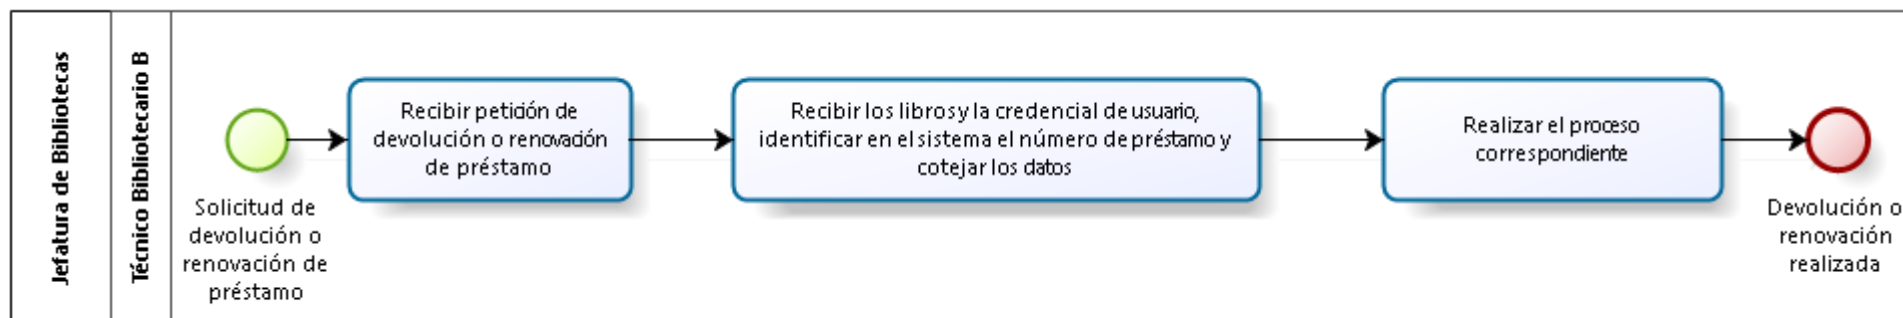 Jefatura de Bibliotecas
Técnico Bibliotecario B
Solicitud de
devolución o
renovación de
préstamo
Recibir petición de
devolución o renovación
de préstamo
Recibir los libros y la credencial de usuario,
identificar en el sistema el número de préstamo y
cotejar los datos
Realizar el proceso
correspondiente
Devolución o
renovación
realizada